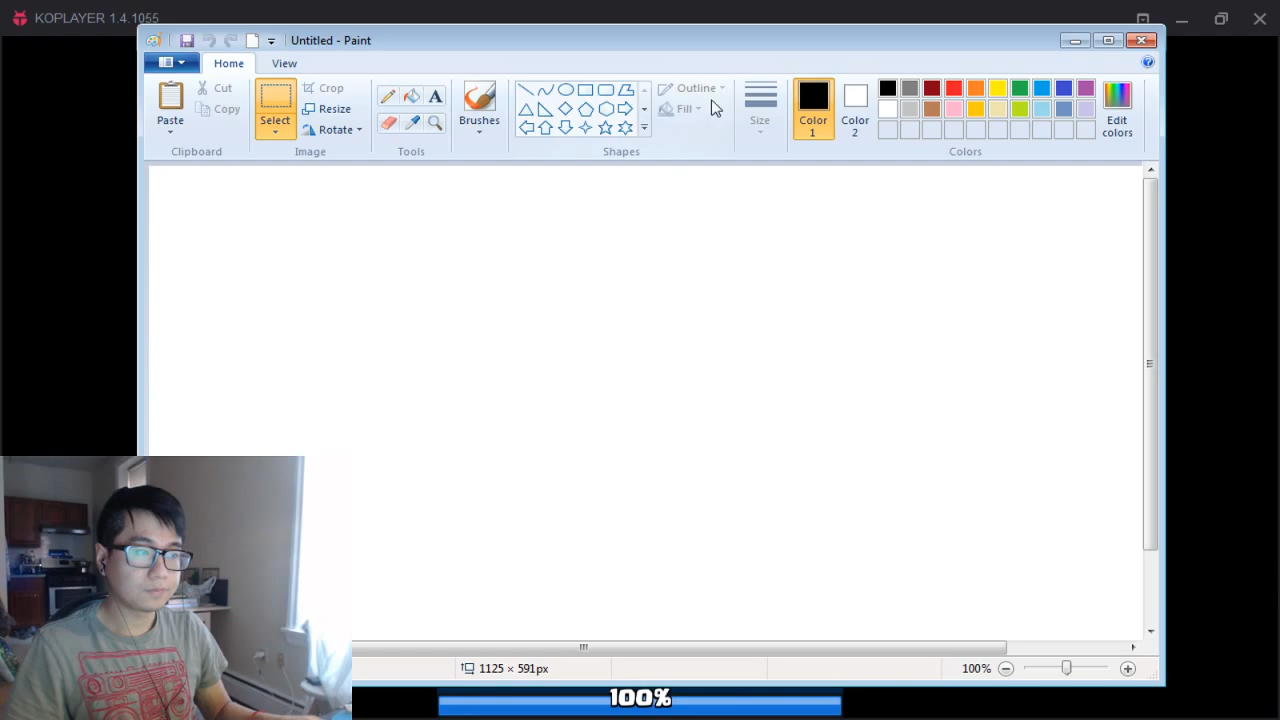 KOPLAYER 1.4.1055
Untitled - Paint
Home View
Paste
Cut
Copy
Clipboard
Select
Crop
Resize
Rotate
Image
A
Tools
Brushes
Outline
Fill
Shapes
Size
Color 1
Color 2
Edit colors
Colors
1125 × 591px
100%
100%